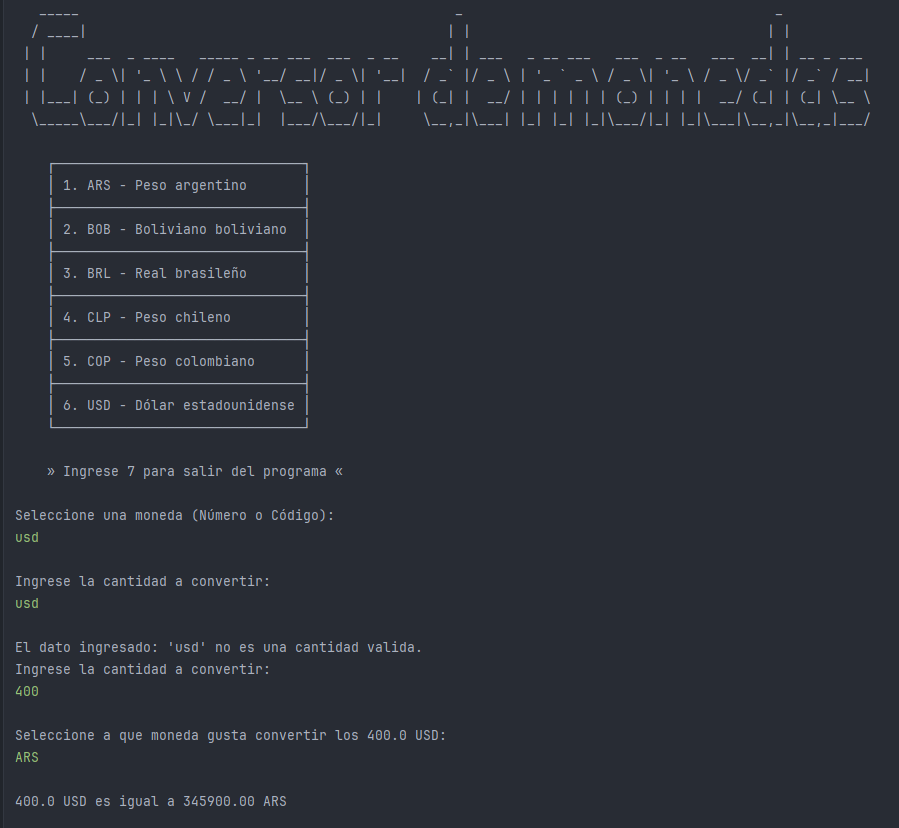 Conversor de monedas
1. ARS - Peso argentino
2. BOB - Boliviano boliviano
3. BRL - Real brasileño
4. CLP - Peso chileno
5. COP - Peso colombiano
6. USD - Dólar estadounidense
» Ingrese 7 para salir del programa «
Seleccione una moneda (Número o Código):
usd
Ingrese la cantidad a convertir:
usd
El dato ingresado: 'usd' no es una cantidad valida.
Ingrese la cantidad a convertir:
400
Seleccione a que moneda gusta convertir los 400.0 USD:
ARS
400.0 USD es igual a 345900.00 ARS